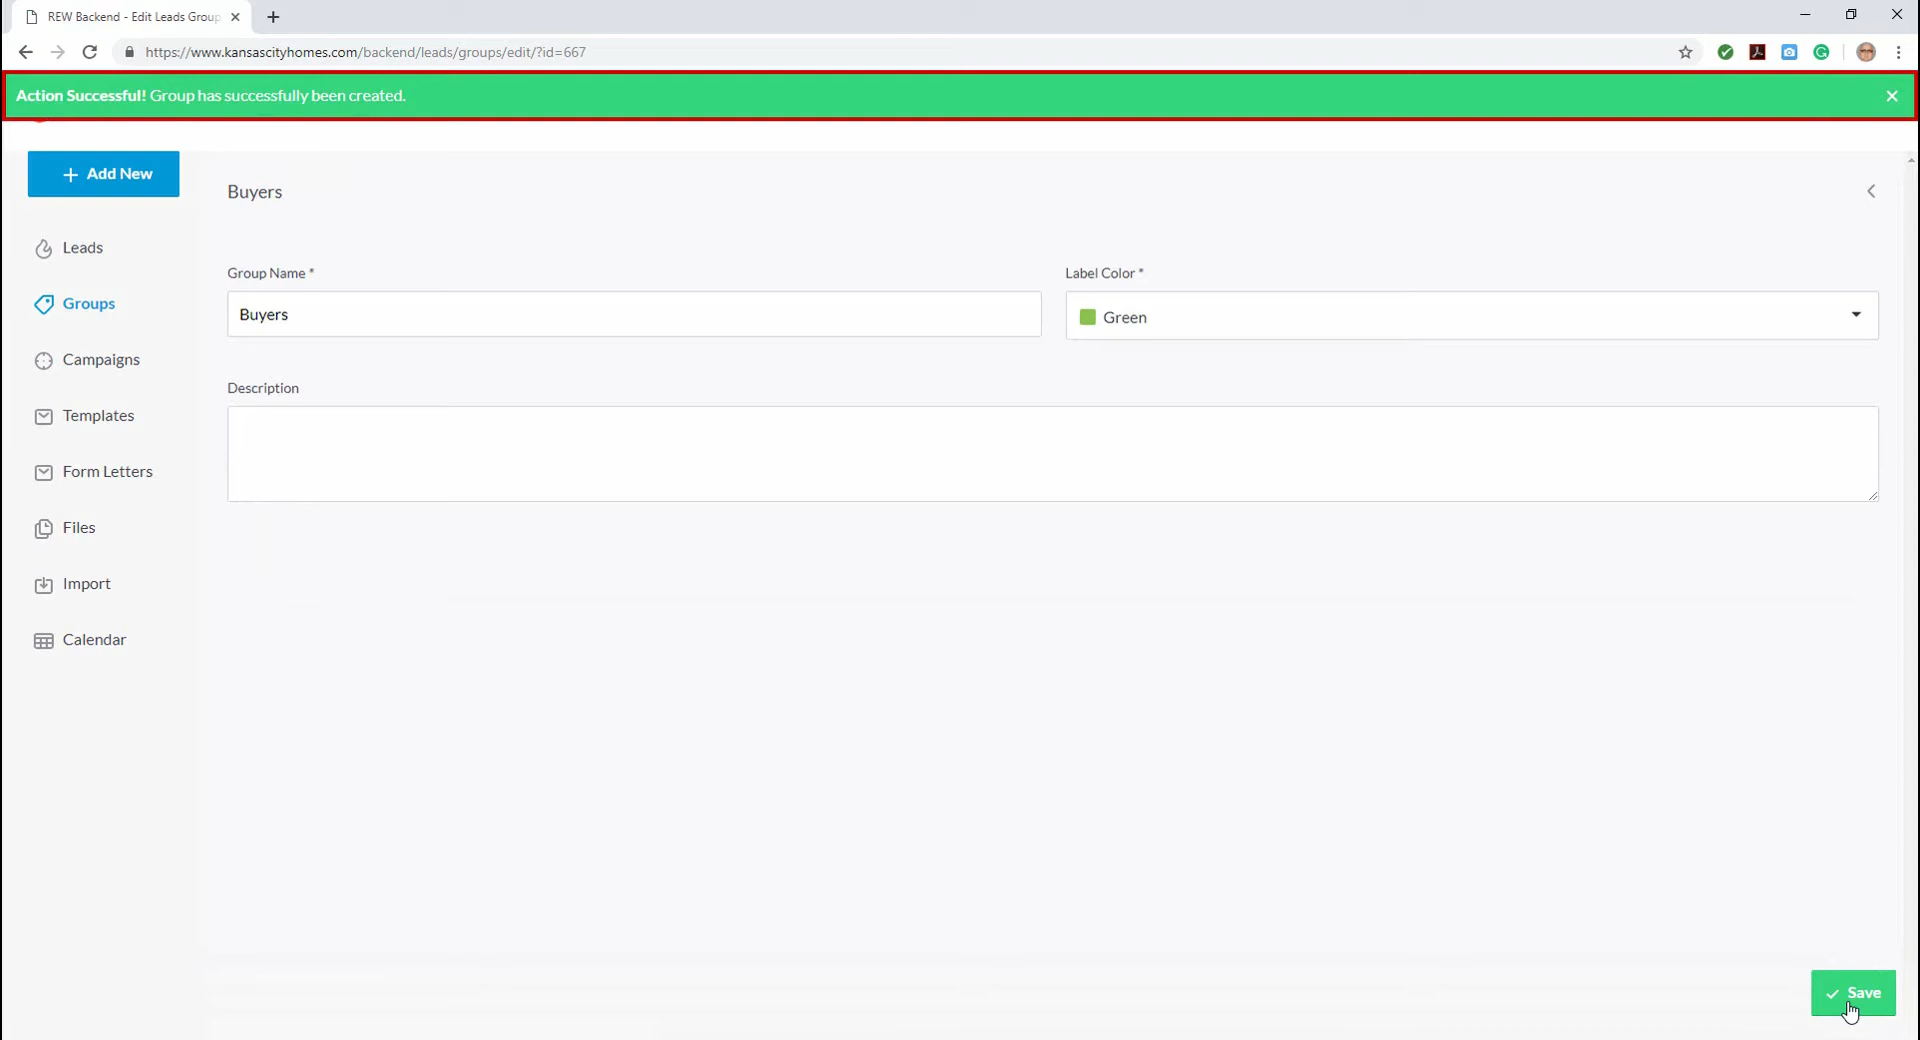 REW Backend - Edit Leads Group
https://www.kansascityhomes.com/backend/leads/groups/edit/?id=667
Action Successful! Group has successfully been created.
Add New
Buyers
Leads
Groups
Campaigns
Templates
Form Letters
Files
Import
Calendar
Group Name *
Label Color *
Buyers
Green
Description
Save